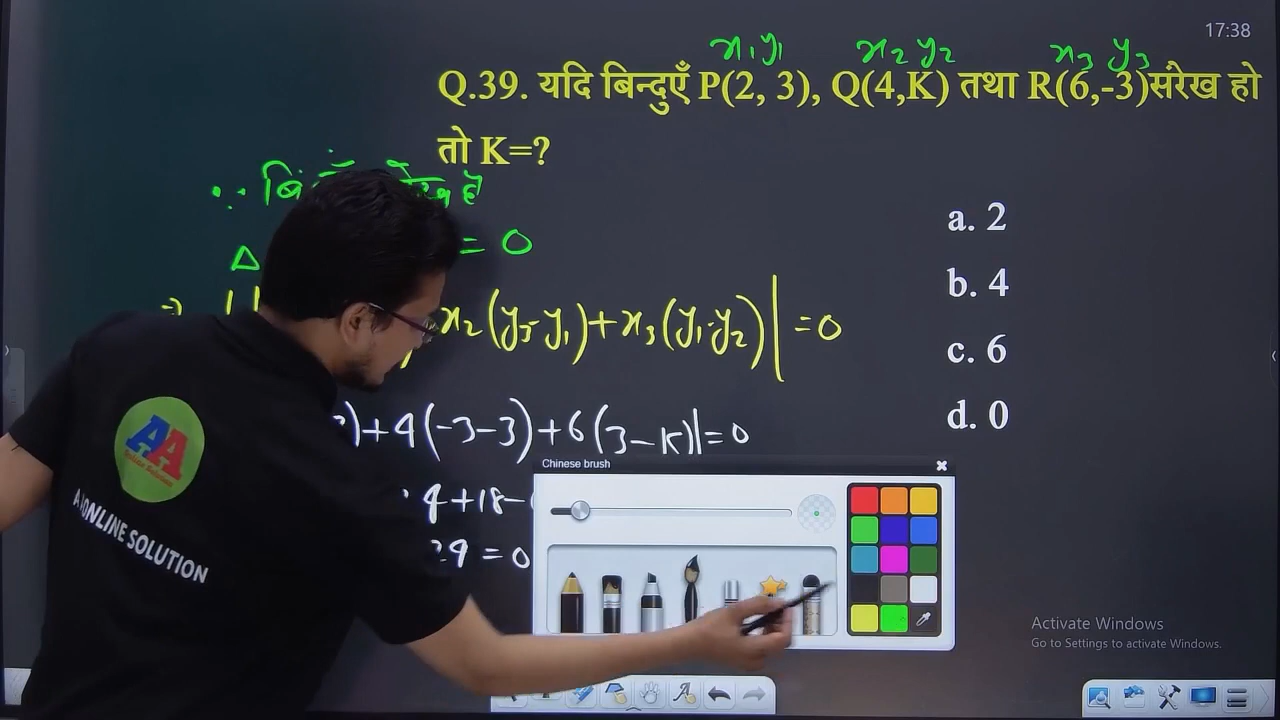 17:38
x₁ y₁ x₂ y₂ x₃ y₃
Q.39. यदि बिन्दुएँ P(2, 3), Q(4,K) तथा R(6,-3)संरेख हो
तो K=?
∵
Δ = 0
x₂(y₃-y₁)+x₃(y₁-y₂)|=0
)+4(-3-3)+6(3-K)|=0
4+18-
=0
a. 2
b. 4
c. 6
d. 0
Chinese brush
AA
Online Solution
ONLINE SOLUTION
Activate Windows
Go to Settings to activate Windows.